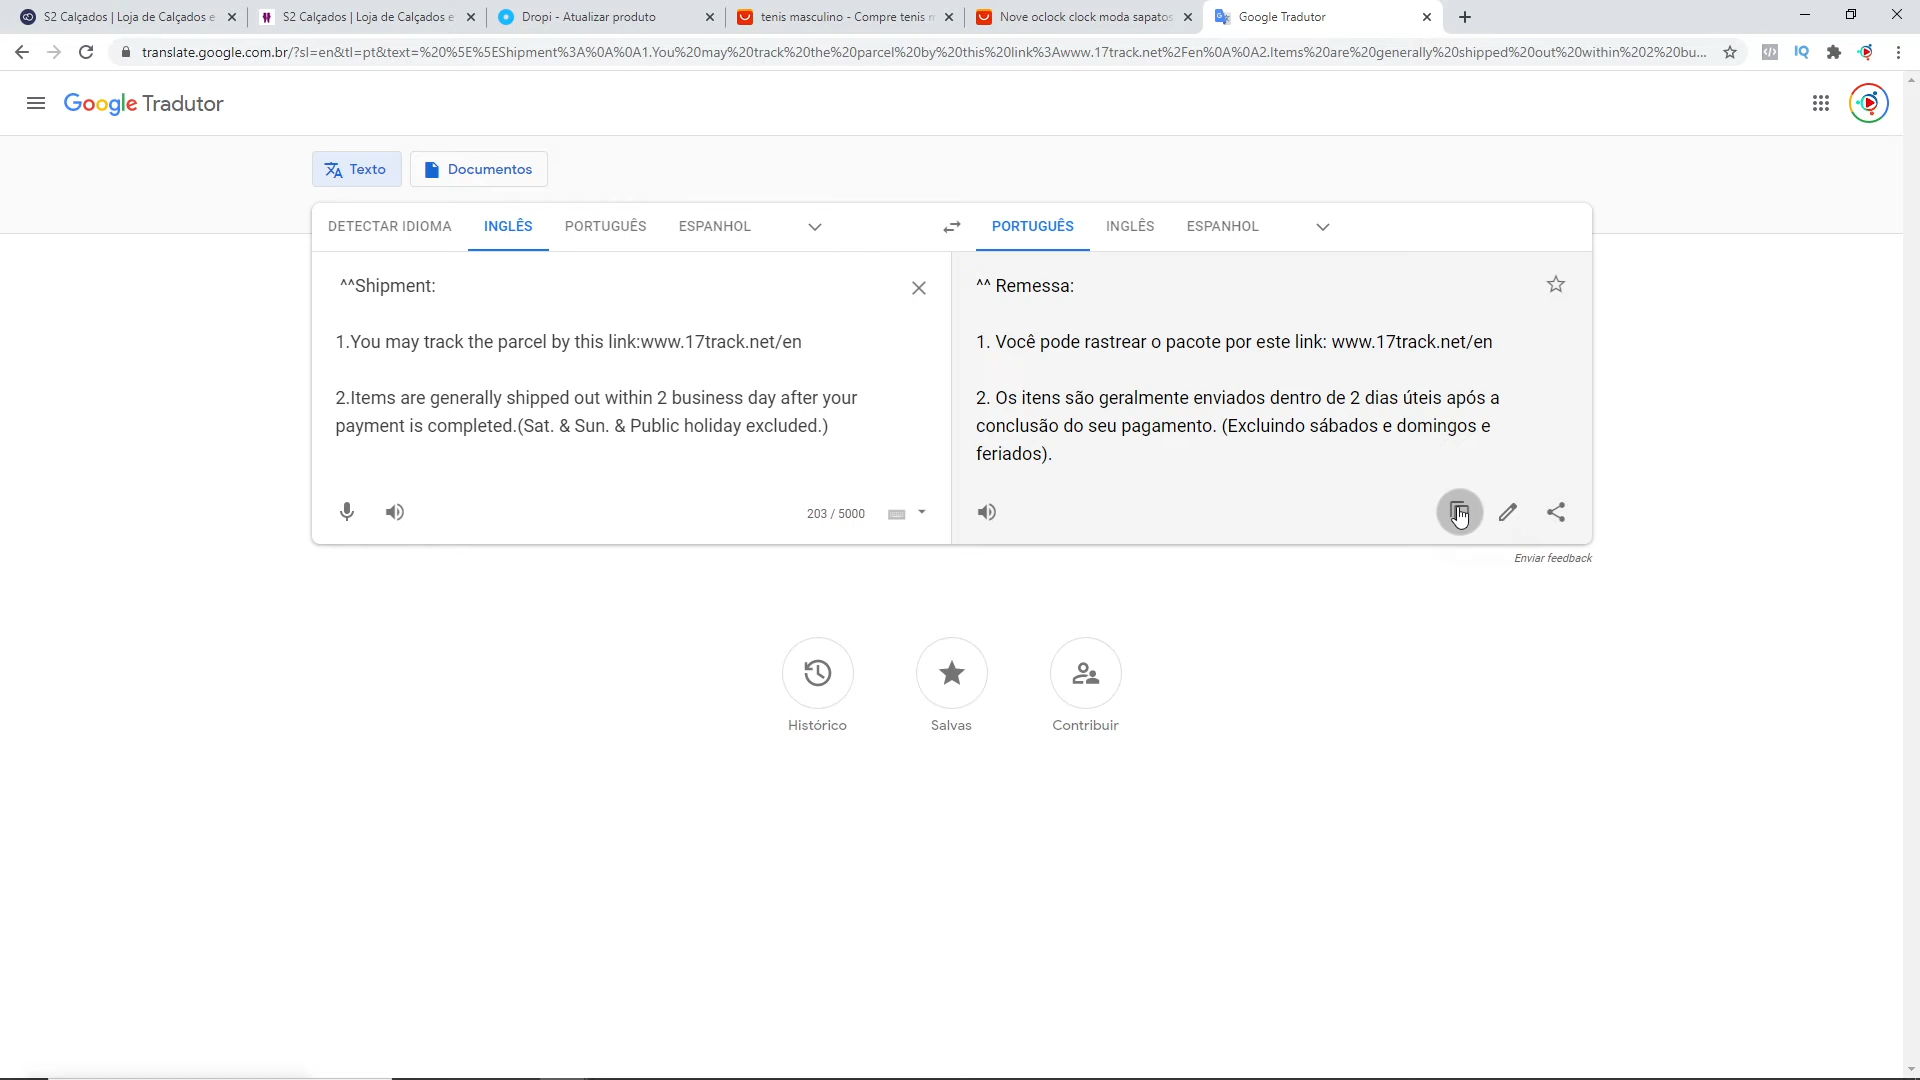 S2 Calçados | Loja de Calçados e
S2 Calçados | Loja de Calçados e
Dropi - Atualizar produto
tenis masculino - Compre tenis m
Nove oclock clock moda sapatos
Google Tradutor
translate.google.com.br/?sl=en&tl=pt&text=%20%5E%5EShipment%3A%0A%0A1.You%20may%20track%20the%20parcel%20by%20this%20link%3Awww.17track.net%2Fen%0A%0A2.Items%20are%20generally%20shipped%20out%20within%202%20bu...
Google Tradutor
Texto
Documentos
DETECTAR IDIOMA
INGLÊS
PORTUGUÊS
ESPANHOL
PORTUGUÊS
INGLÊS
ESPANHOL
^^Shipment:
1.You may track the parcel by this link:www.17track.net/en
2.Items are generally shipped out within 2 business day after your
payment is completed.(Sat. & Sun. & Public holiday excluded.)
203 / 5000
^^ Remessa:
1. Você pode rastrear o pacote por este link: www.17track.net/en
2. Os itens são geralmente enviados dentro de 2 dias úteis após a
conclusão do seu pagamento. (Excluindo sábados e domingos e
feriados).
Enviar feedback
Histórico
Salvas
Contribuir